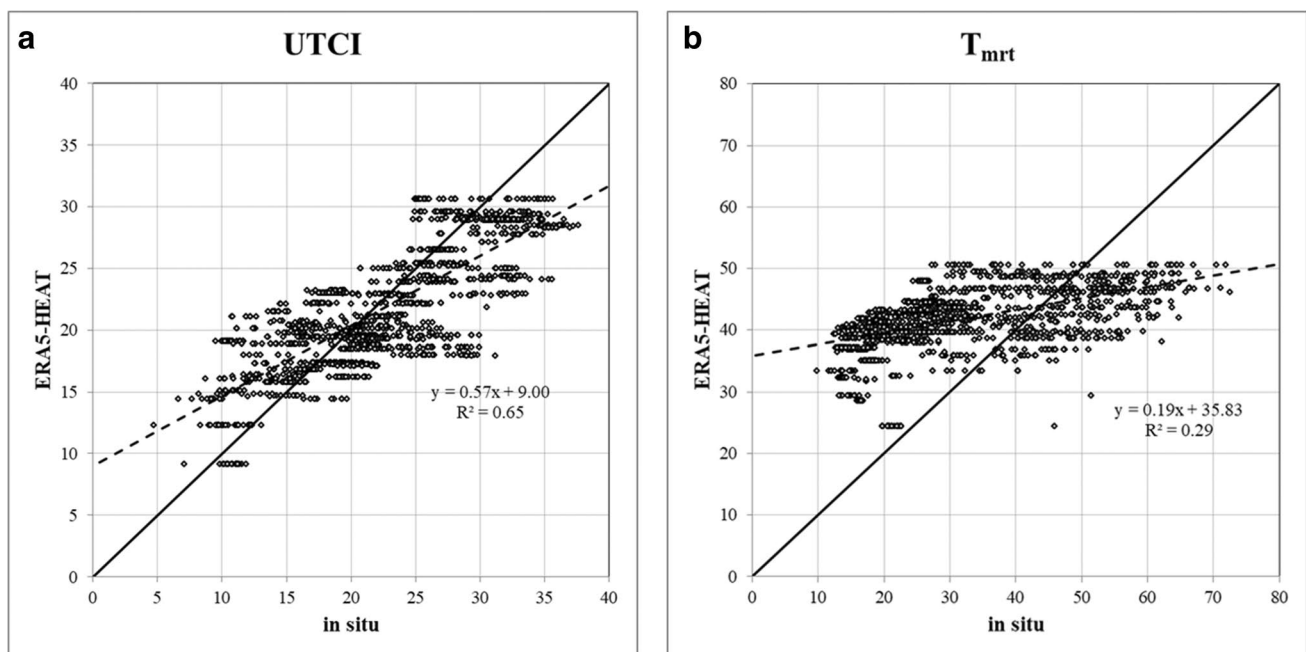 a
UTCI
40
35
30
25
20
15
10
5
0
ERA5-HEAT
y = 0.57x + 9.00
R² = 0.65
0 5 10 15 20 25 30 35 40
in situ
b
Tmrt
80
70
60
50
40
30
20
10
0
ERA5-HEAT
y = 0.19x + 35.83
R² = 0.29
0 10 20 30 40 50 60 70 80
in situ